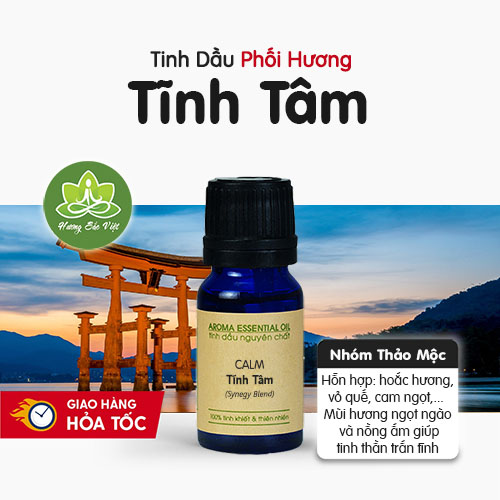 Tinh Dầu Phối Hương
Tĩnh Tâm
Hương Sắc Việt
AROMA ESSENTIAL OIL
tinh dầu nguyên chất
CALM
Tĩnh Tâm
(Synegy Blend)
100% tinh khiết & thiên nhiên
Nhóm Thảo Mộc
Hỗn hợp: hoắc hương,
vỏ quế, cam ngọt,...
Mùi hương ngọt ngào
và nồng ấm giúp
tinh thần trấn tĩnh
GIAO HÀNG
HỎA TỐC